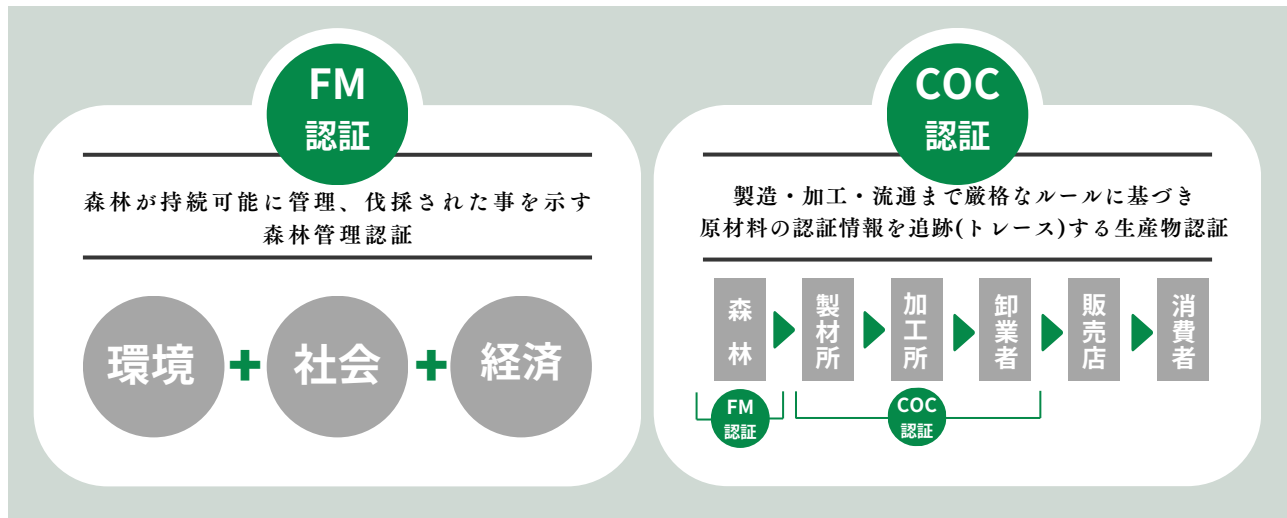 FM
認証
森林が持続可能に管理、伐採された事を示す
森林管理認証
環境
+
社会
+
経済
COC
認証
製造・加工・流通まで厳格なルールに基づき
原材料の認証情報を追跡(トレース)する生産物認証
森林
製材所
加工所
卸業者
販売店
消費者
FM
認証
COC
認証